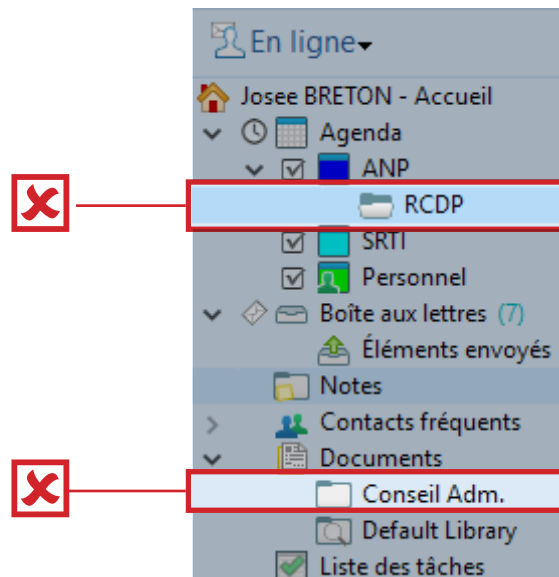 En ligne
Josee BRETON - Accueil
Agenda
ANP
RCDP
SRTI
Personnel
Boîte aux lettres (7)
Éléments envoyés
Notes
Contacts fréquents
Documents
Conseil Adm.
Default Library
Liste des tâches